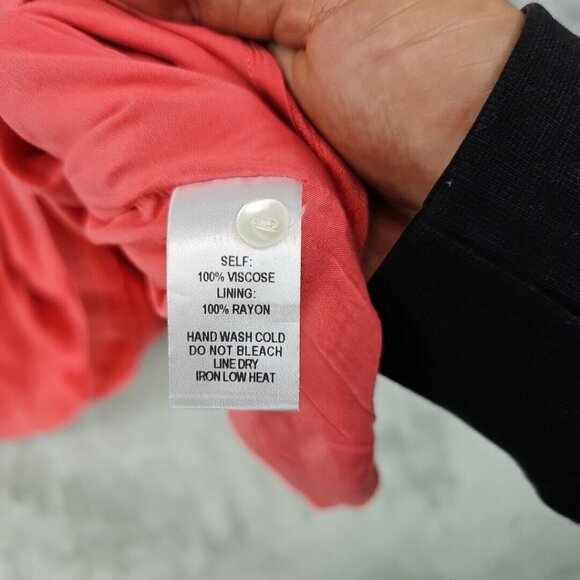 SELF:
100% VISCOSE
LINING:
100% RAYON
HAND WASH COLD
DO NOT BLEACH
LINE DRY
IRON LOW HEAT